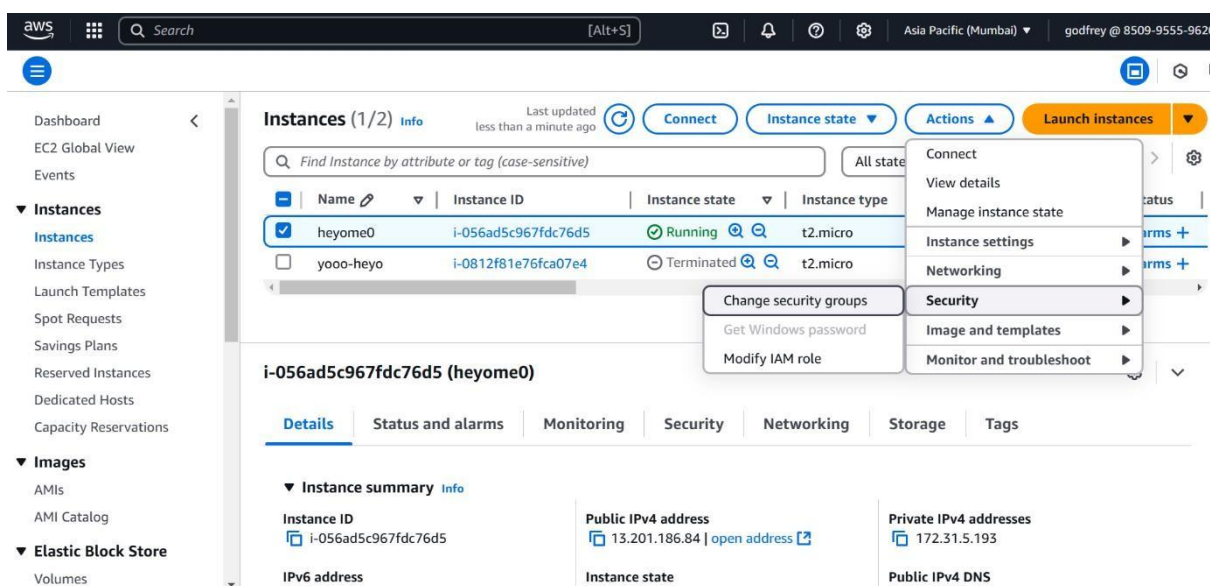 aws
Search [Alt+S] Asia Pacific (Mumbai) ▼ godfrey @ 8509-9555-962
Dashboard
EC2 Global View
Events
▼ Instances
Instances
Instance Types
Launch Templates
Spot Requests
Savings Plans
Reserved Instances
Dedicated Hosts
Capacity Reservations
▼ Images
AMIs
AMI Catalog
▼ Elastic Block Store
Volumes
Instances (1/2) Info
Last updated
less than a minute ago
Connect
Instance state ▼
Actions ▲
Launch instances ▼
Find Instance by attribute or tag (case-sensitive)
All state
Name
Instance ID
Instance state
Instance type
tatus
heyome0 i-056ad5c967fdc76d5 Running t2.micro arms +
yooo-heyo i-0812f81e76fca07e4 Terminated t2.micro arms +
Connect
View details
Manage instance state
Instance settings
Networking
Security
Image and templates
Monitor and troubleshoot
Change security groups
Get Windows password
Modify IAM role
i-056ad5c967fdc76d5 (heyome0)
Details Status and alarms Monitoring Security Networking Storage Tags
▼ Instance summary Info
Instance ID
i-056ad5c967fdc76d5
Public IPv4 address
13.201.186.84 | open address
Private IPv4 addresses
172.31.5.193
IPv6 address
Instance state
Public IPv4 DNS